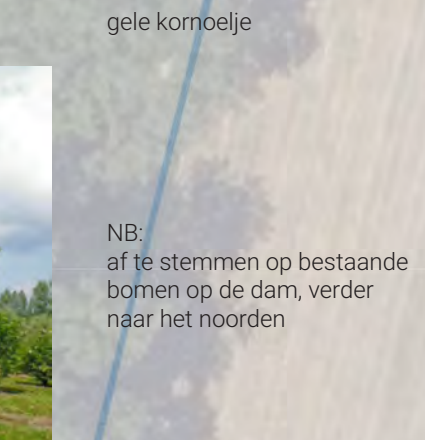 gele kornoelje
NB:
af te stemmen op bestaande
bomen op de dam, verder
naar het noorden